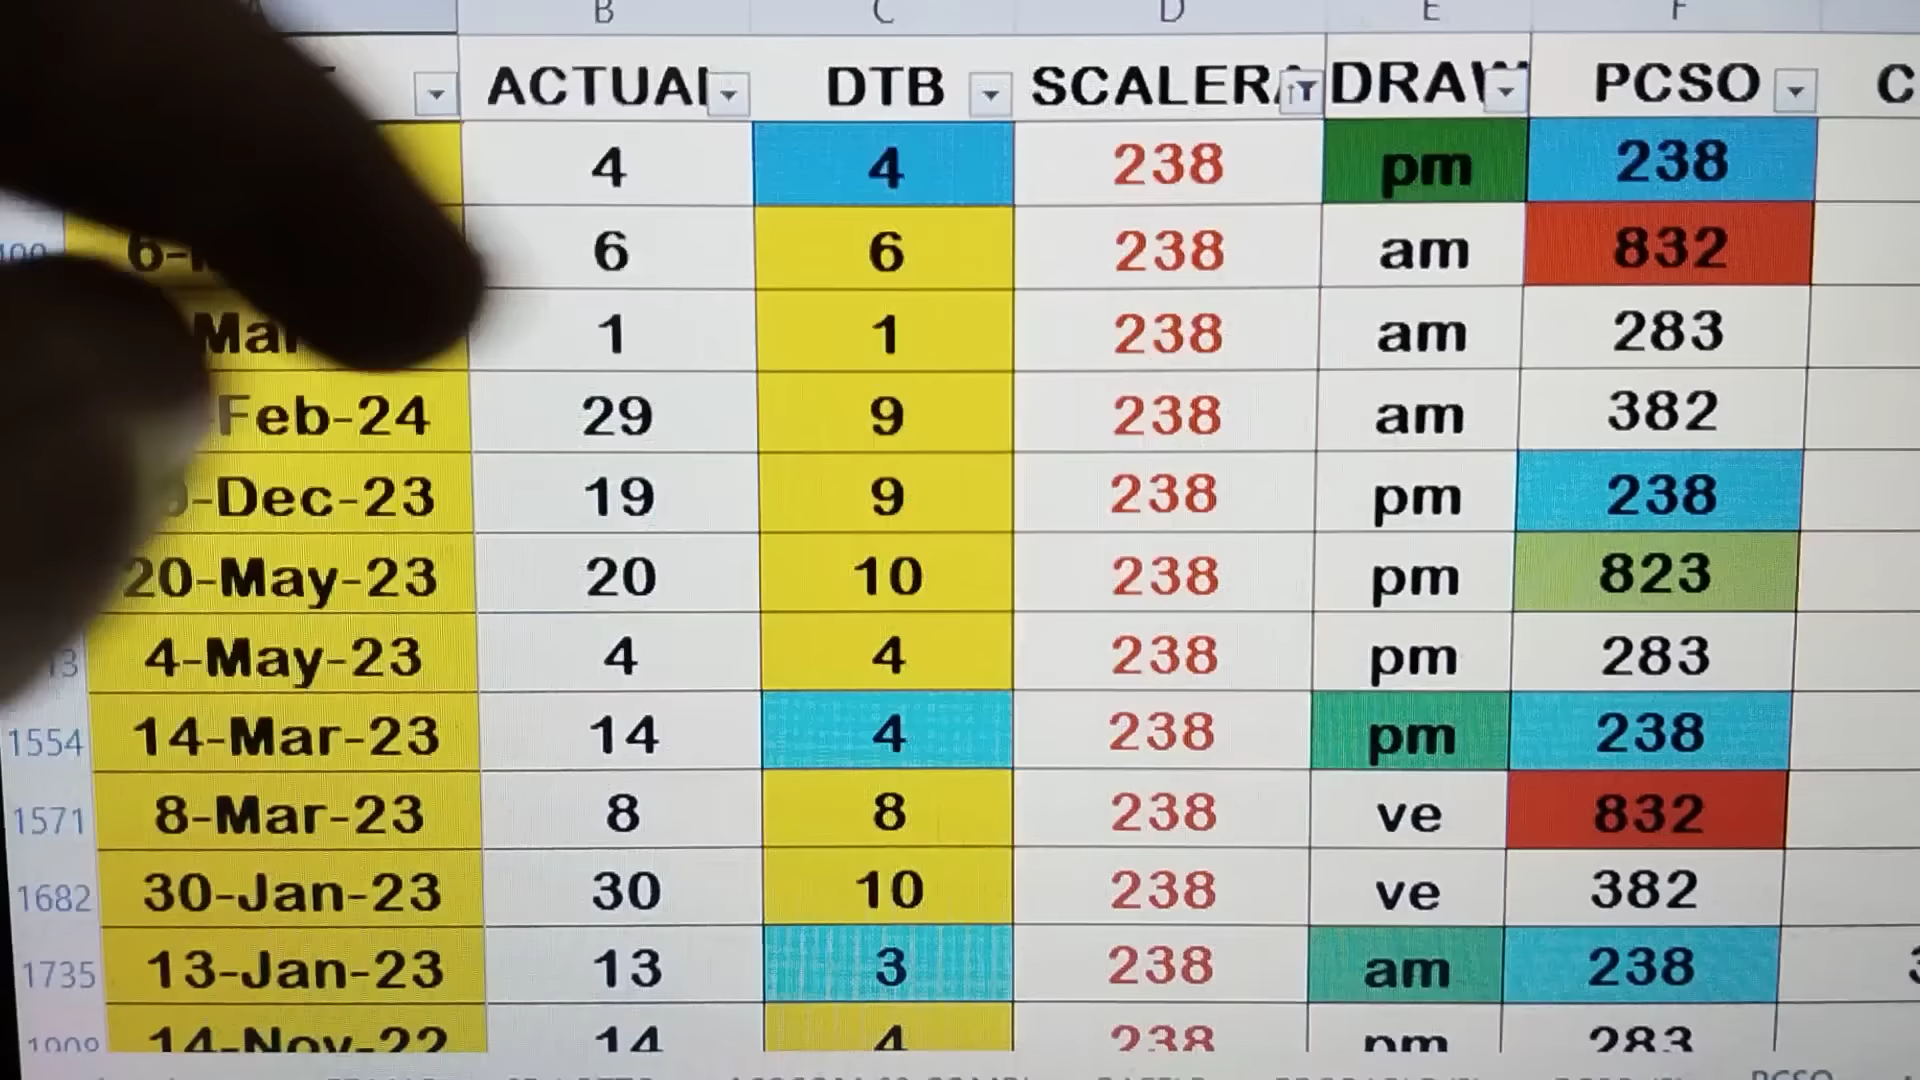 B C D E F
ACTUAL DTB SCALER DRAW PCSO C
4 4 238 pm 238
6 6 238 am 832
Mar 1 1 238 am 283
Feb-24 29 9 238 am 382
-Dec-23 19 9 238 pm 238
20-May-23 20 10 238 pm 823
4-May-23 4 4 238 pm 283
1554 14-Mar-23 14 4 238 pm 238
1571 8-Mar-23 8 8 238 ve 832
1682 30-Jan-23 30 10 238 ve 382
1735 13-Jan-23 13 3 238 am 238
14-Nov-22 14 4 238 pm 283
PCSO